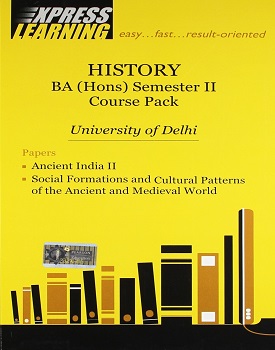 EXPRESS
LEARNING
easy...fast...result-oriented
HISTORY
BA (Hons) Semester II
Course Pack
University of Delhi
Papers
Ancient India II
Social Formations and Cultural Patterns
of the Ancient and Medieval World